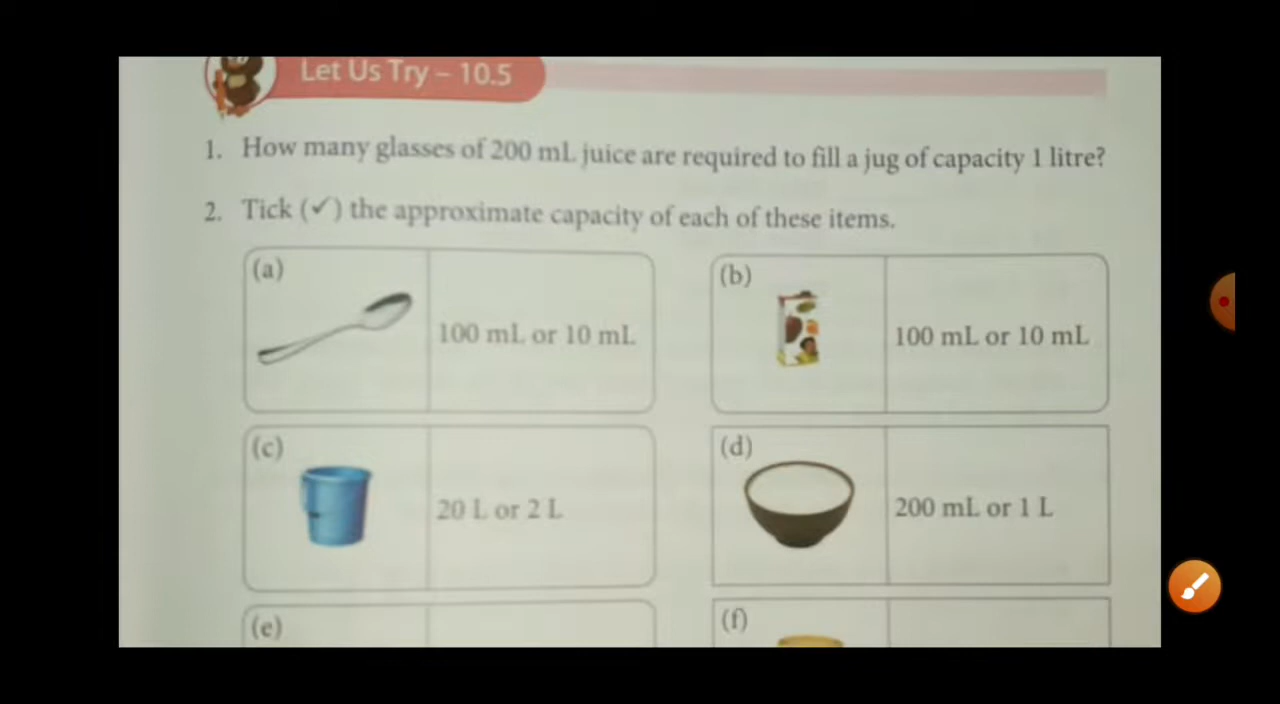 Let Us Try – 10.5
1. How many glasses of 200 mL juice are required to fill a jug of capacity 1 litre?
2. Tick (✓) the approximate capacity of each of these items.
(a)
100 mL or 10 mL
(b)
100 mL or 10 mL
(c)
20 L or 2 L
(d)
200 mL or 1 L
(e)
(f)